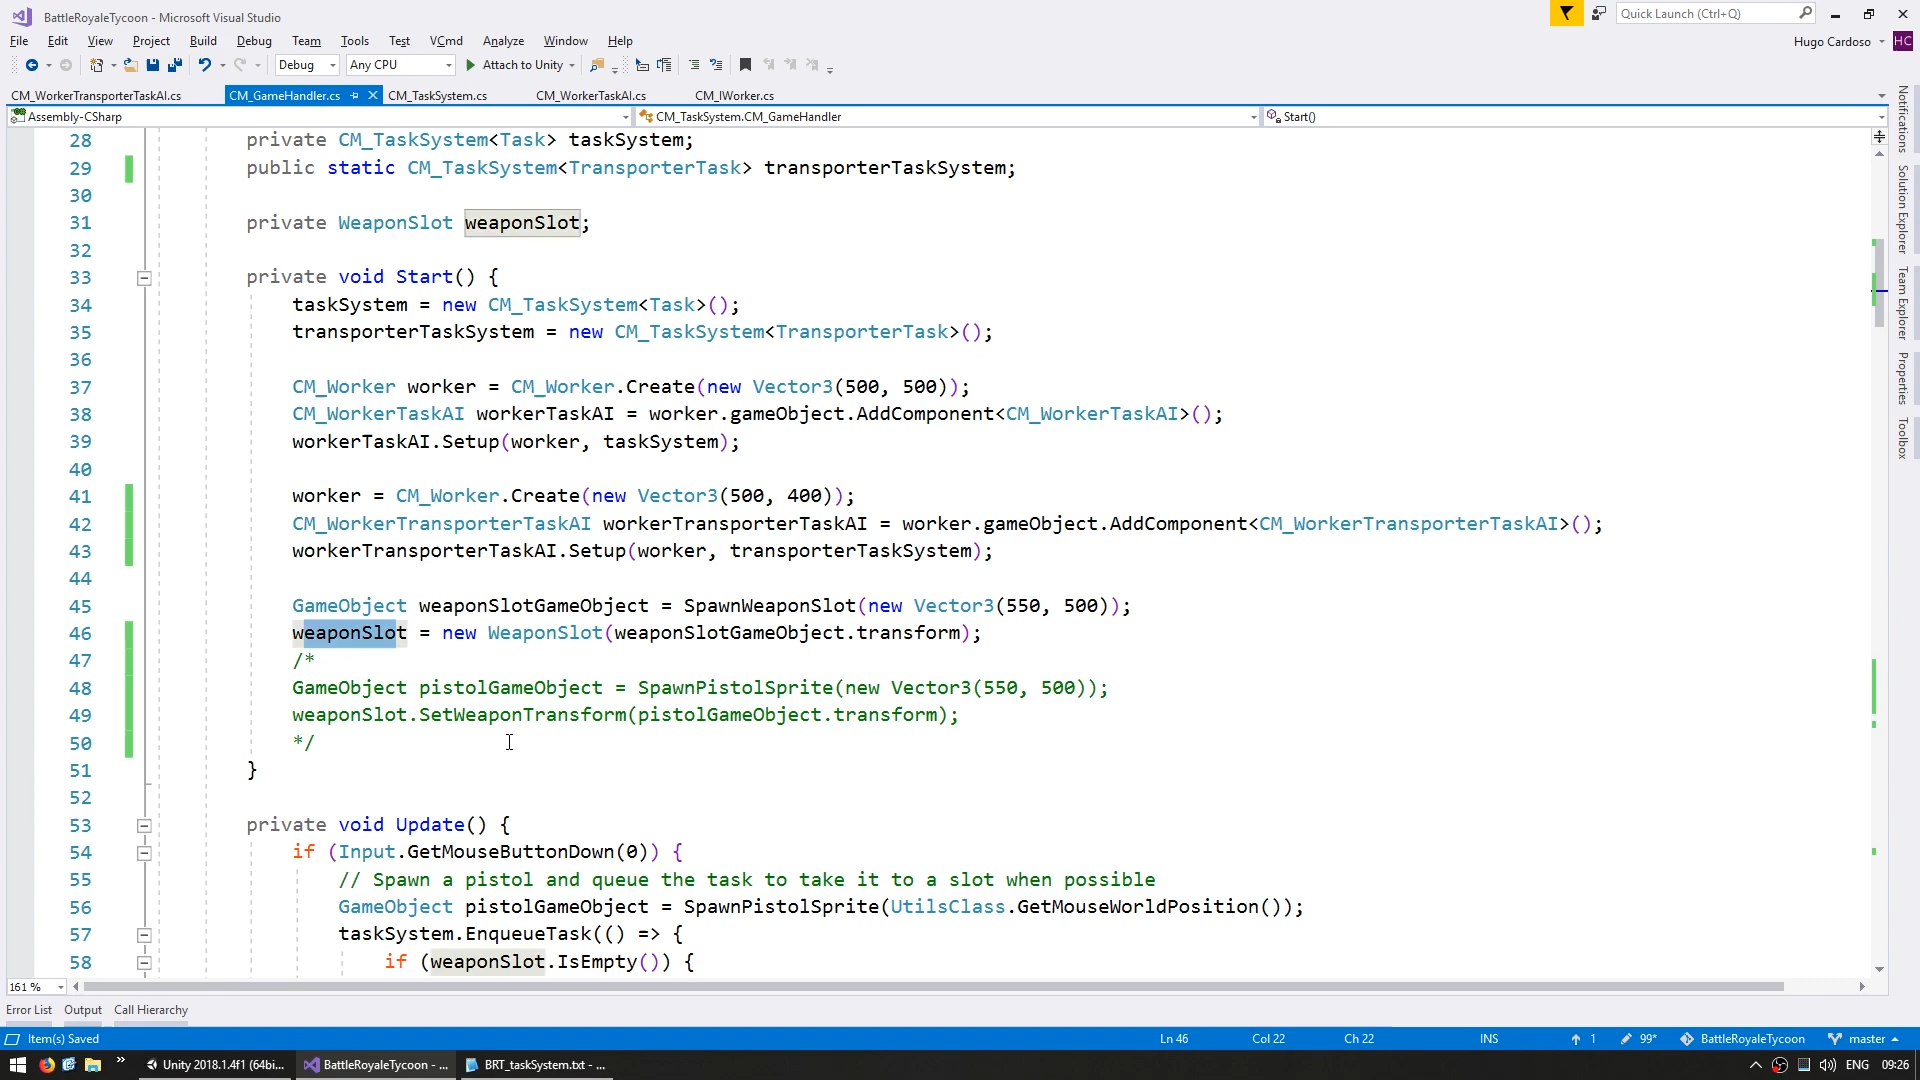 BattleRoyaleTycoon - Microsoft Visual Studio
Quick Launch (Ctrl+Q)
File Edit View Project Build Debug Team Tools Test VCmd Analyze Window Help
Hugo Cardoso HC
Debug Any CPU Attach to Unity
CM_WorkerTransporterTaskAI.cs CM_GameHandler.cs CM_TaskSystem.cs CM_WorkerTaskAI.cs CM_IWorker.cs
Assembly-CSharp CM_TaskSystem.CM_GameHandler Start()
28 private CM_TaskSystem<Task> taskSystem;
29 public static CM_TaskSystem<TransporterTask> transporterTaskSystem;
30
31 private WeaponSlot weaponSlot;
32
33 private void Start() {
34 taskSystem = new CM_TaskSystem<Task>();
35 transporterTaskSystem = new CM_TaskSystem<TransporterTask>();
36
37 CM_Worker worker = CM_Worker.Create(new Vector3(500, 500));
38 CM_WorkerTaskAI workerTaskAI = worker.gameObject.AddComponent<CM_WorkerTaskAI>();
39 workerTaskAI.Setup(worker, taskSystem);
40
41 worker = CM_Worker.Create(new Vector3(500, 400));
42 CM_WorkerTransporterTaskAI workerTransporterTaskAI = worker.gameObject.AddComponent<CM_WorkerTransporterTaskAI>();
43 workerTransporterTaskAI.Setup(worker, transporterTaskSystem);
44
45 GameObject weaponSlotGameObject = SpawnWeaponSlot(new Vector3(550, 500));
46 weaponSlot = new WeaponSlot(weaponSlotGameObject.transform);
47 /*
48 GameObject pistolGameObject = SpawnPistolSprite(new Vector3(550, 500));
49 weaponSlot.SetWeaponTransform(pistolGameObject.transform);
50 */
51 }
52
53 private void Update() {
54 if (Input.GetMouseButtonDown(0)) {
55 // Spawn a pistol and queue the task to take it to a slot when possible
56 GameObject pistolGameObject = SpawnPistolSprite(UtilsClass.GetMouseWorldPosition());
57 taskSystem.EnqueueTask(() => {
58 if (weaponSlot.IsEmpty()) {
Notifications
Solution Explorer
Team Explorer
Properties
Toolbox
161 %
Error List Output Call Hierarchy
Item(s) Saved Ln 46 Col 22 Ch 22 INS 1 99* BattleRoyaleTycoon master
Unity 2018.1.4f1 (64bi... BattleRoyaleTycoon - ... BRT_taskSystem.txt - ... ENG 09:26